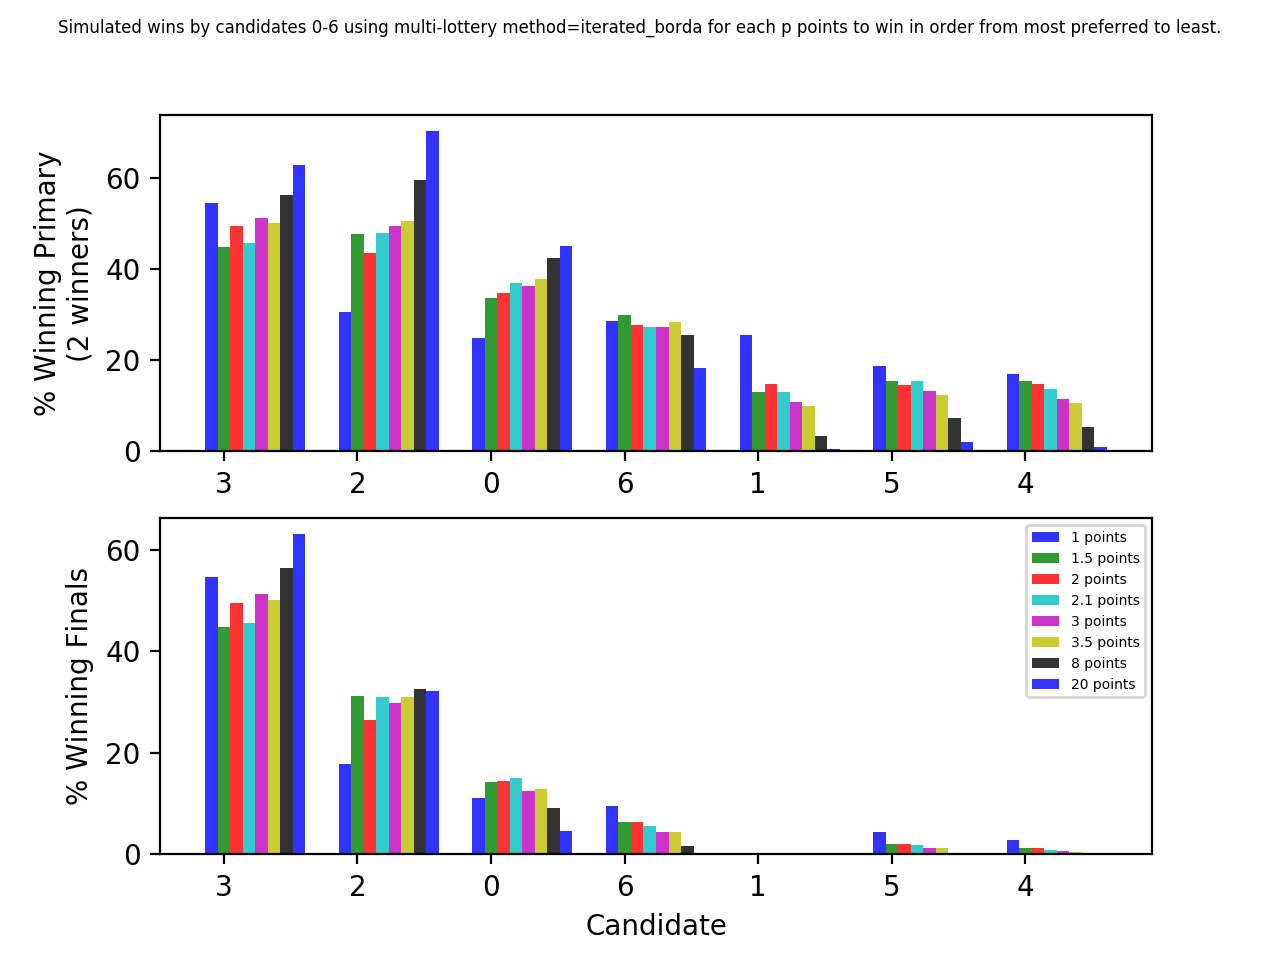 Simulated wins by candidates 0-6 using multi-lottery method=iterated_borda for each p points to win in order from most preferred to least.
% Winning Primary
(2 winners)
60
40
20
0
3 2 0 6 1 5 4
% Winning Finals
60
40
20
0
1 points
1.5 points
2 points
2.1 points
3 points
3.5 points
8 points
20 points
3 2 0 6 1 5 4
Candidate